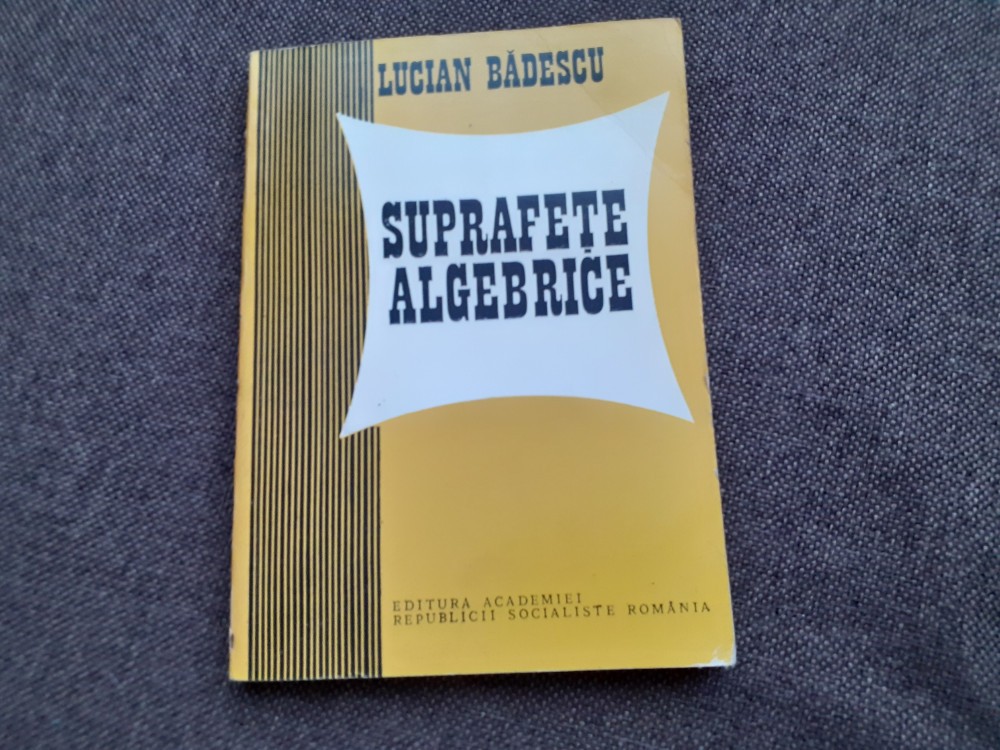 LUCIAN BĂDESCU
SUPRAFEȚE
ALGEBRICE
EDITURA ACADEMIEI
REPUBLICII SOCIALISTE ROMÂNIA